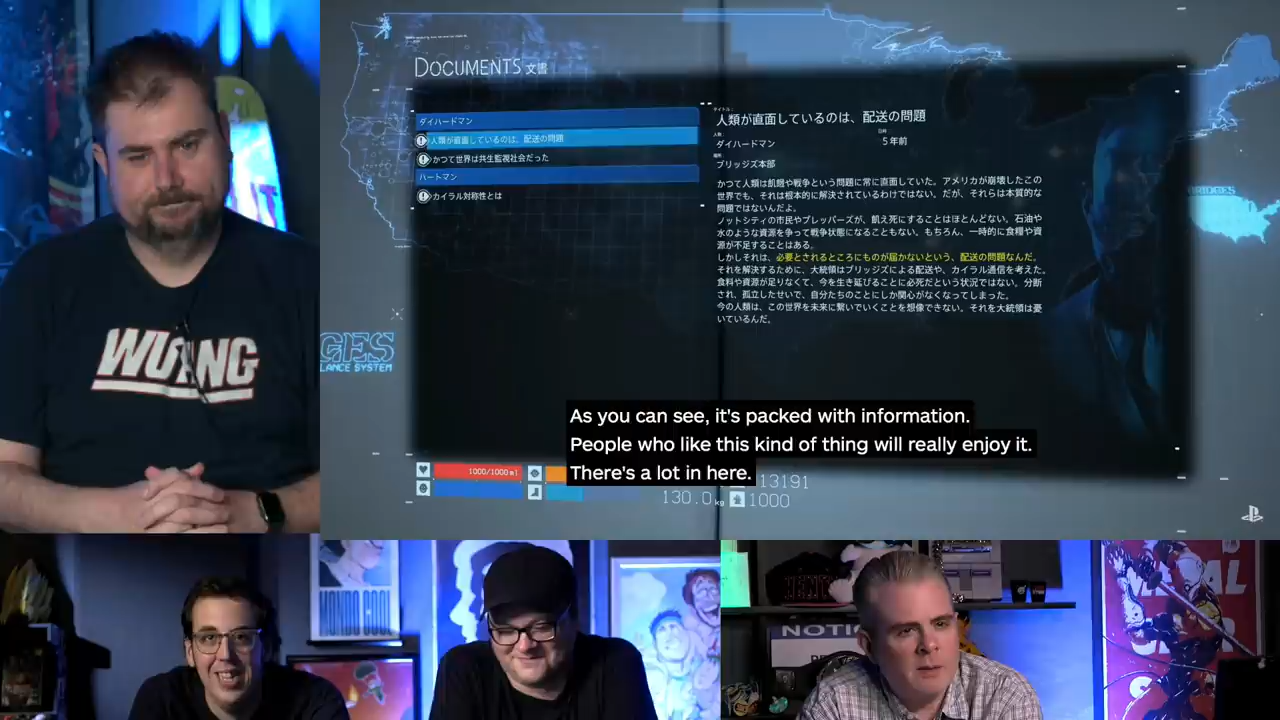 DOCUMENTS 文書
ダイハードマン
人類が直面しているのは、配送の問題
かつて世界は共生監視社会だった
ハートマン
カイラル対称性とは
タイトル：
人類が直面しているのは、配送の問題
ダイハードマン
5年前
ブリッジズ本部
かつて人類は飢餓や戦争という問題に常に直面していた。アメリカが崩壊したこの
世界でも、それは根本的に解決されているわけではない。だが、それらは本質的な
問題ではないんだよ。
ノットシティの市民やプレッパーズが、飢え死にすることはほとんどない。石油や
水のような資源を争って戦争状態になることもない。もちろん、一時的に食糧や資
源が不足することはある。
しかしそれは、必要とされるところにものが届かないという、配送の問題なんだ。
それを解決するために、大統領はブリッジズによる配送や、カイラル通信を考えた。
食料や資源が足りなくて、今を生き延びることに必死だという状況ではない。分断
され、孤立したせいで、自分たちのことにしか関心がなくなってしまった。
今の人類は、この世界を未来に繋いでいくことを想像できない。それを大統領は憂
いているんだ。
BRIDGES
GES
LANCE SYSTEM
As you can see, it's packed with information.
People who like this kind of thing will really enjoy it.
There's a lot in here.
1000/1000ml
130.0kg
13191
1000
WUTANG
MONDO COOL
NOTI